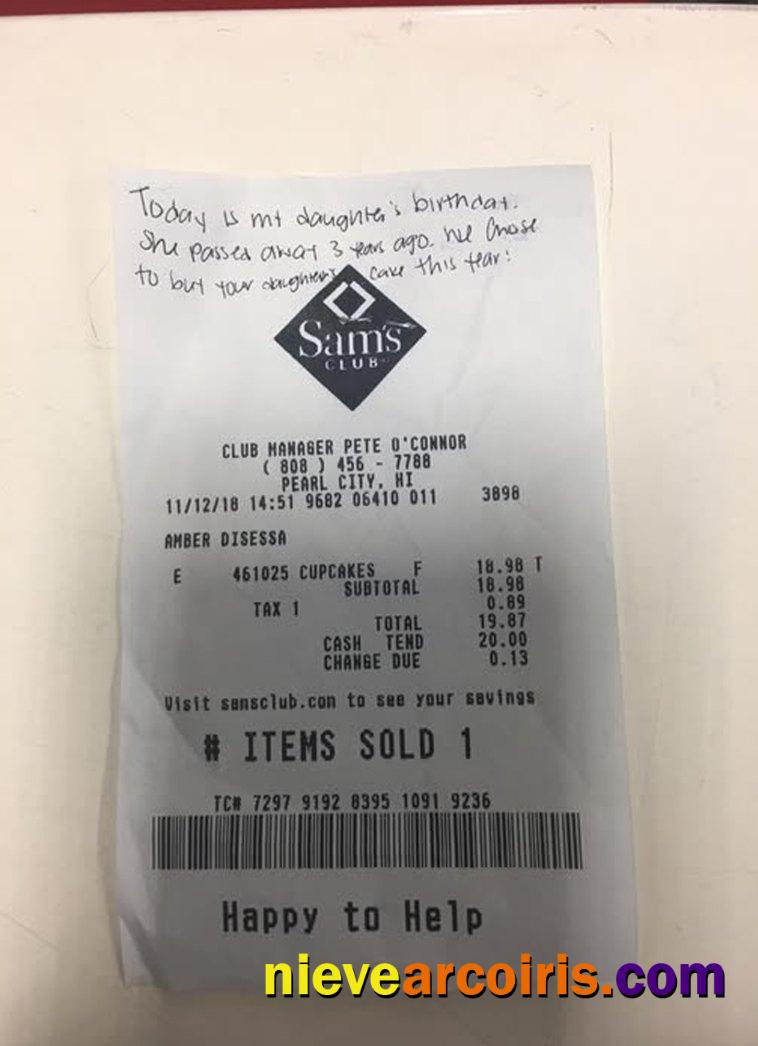 Today is my daughter's birthday.
She passed away 3 years ago. We chose
to buy your daughter's cake this year!
Sam's
CLUB
CLUB MANAGER PETE O'CONNOR
( 808 ) 456 - 7788
PEARL CITY, HI
11/12/18 14:51 9682 06410 011 3898
AMBER DISESSA
E 461025 CUPCAKES F 18.98 T
SUBTOTAL 18.98
TAX 1 0.89
TOTAL 19.87
CASH TEND 20.00
CHANGE DUE 0.13
Visit samsclub.com to see your savings
# ITEMS SOLD 1
TC# 7297 9192 8395 1091 9236
Happy to Help
nievearcoiris.com